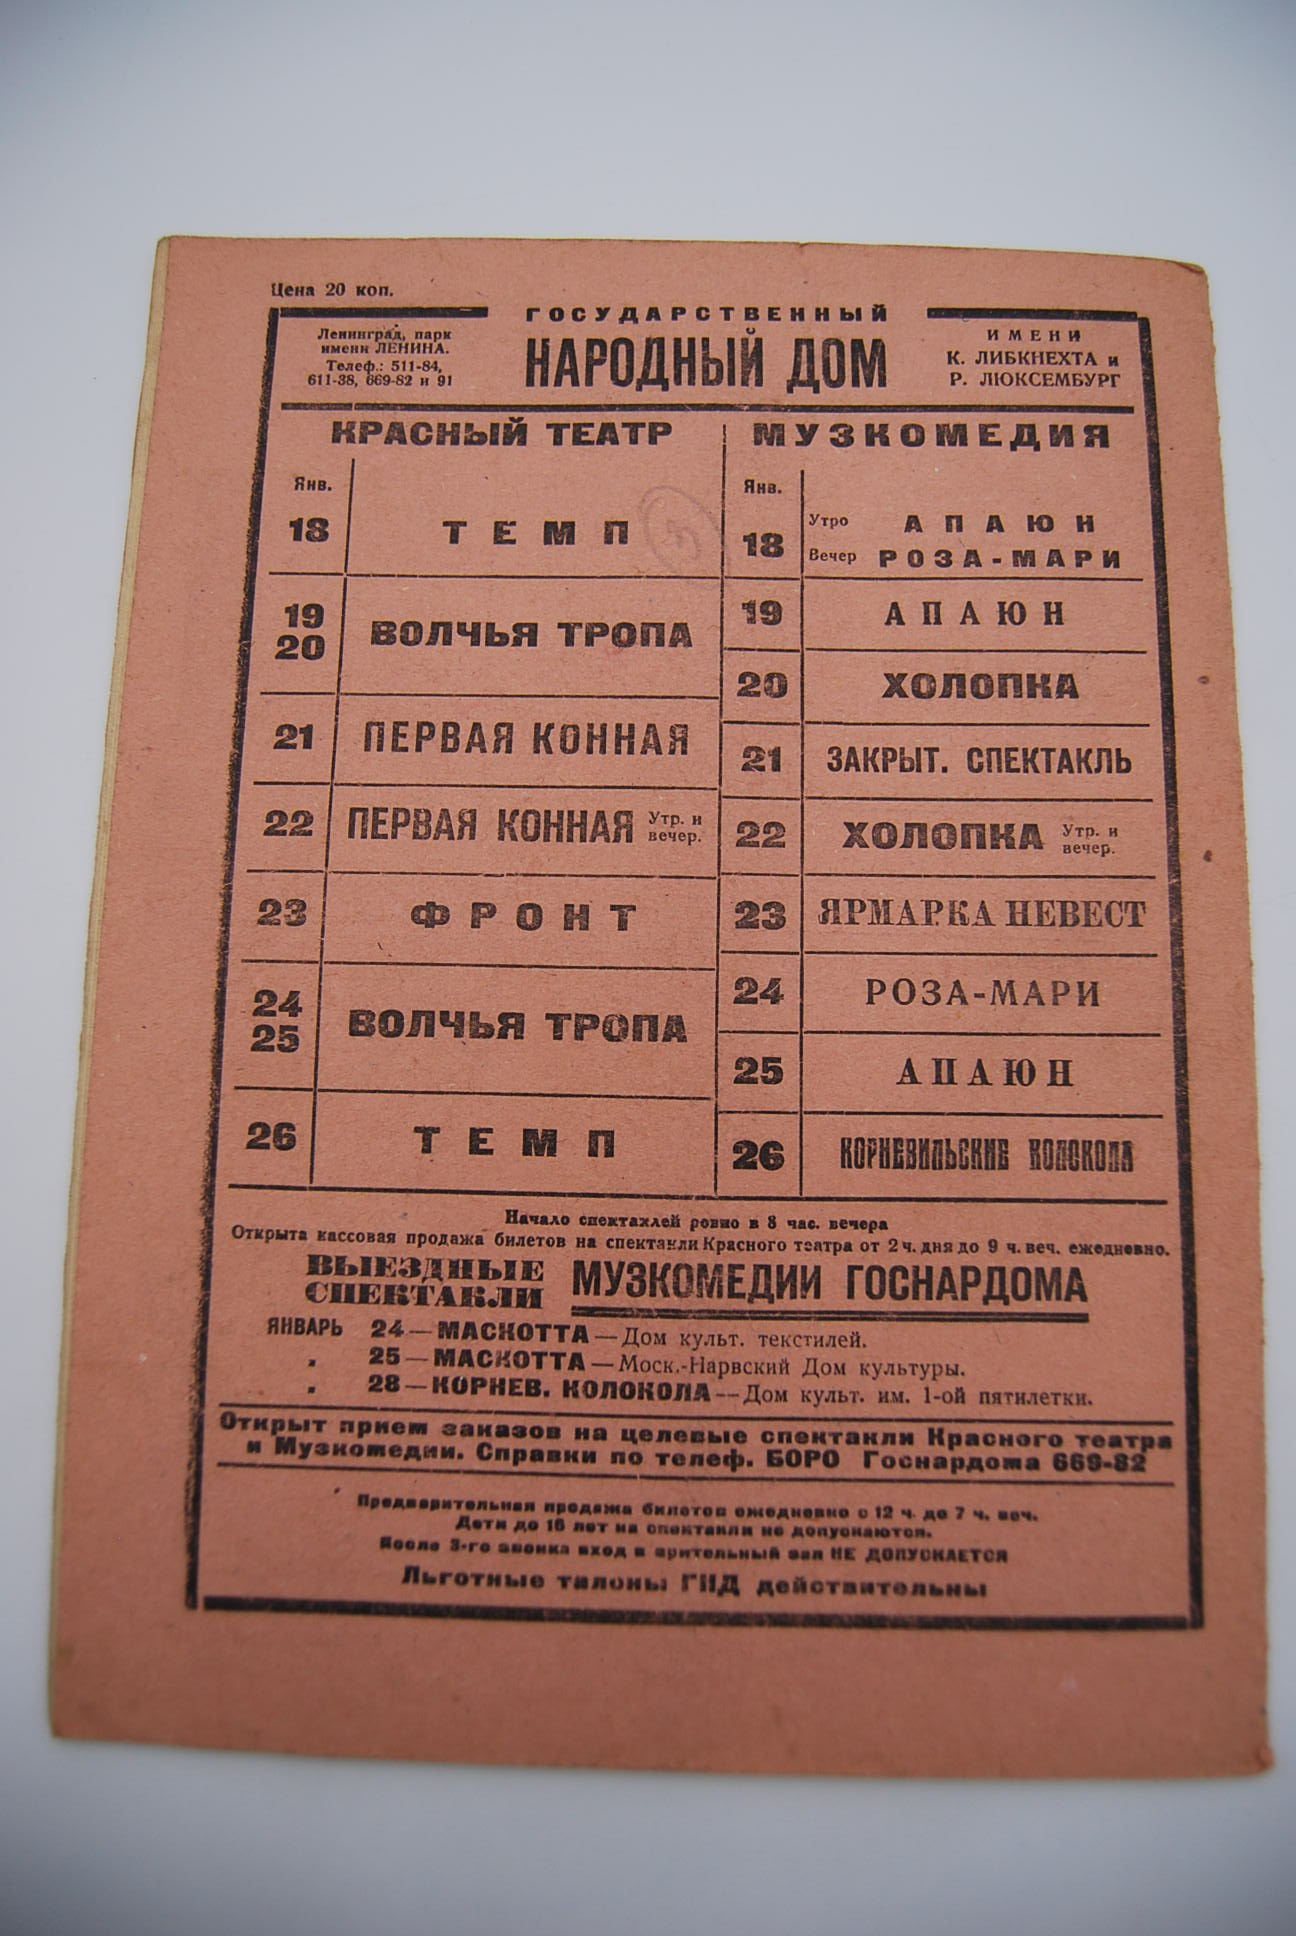 Цена 20 коп.
Ленинград, парк
имени ЛЕНИНА.
Телеф.: 511-84,
611-38, 669-82 и 91
ГОСУДАРСТВЕННЫЙ
НАРОДНЫЙ ДОМ
ИМЕНИ
К. ЛИБКНЕХТА и
Р. ЛЮКСЕМБУРГ
КРАСНЫЙ ТЕАТР
Янв.
18 ТЕМП
19
20 ВОЛЧЬЯ ТРОПА
21 ПЕРВАЯ КОННАЯ
22 ПЕРВАЯ КОННАЯ Утр. и
вечер.
23 ФРОНТ
24
25 ВОЛЧЬЯ ТРОПА
26 ТЕМП
МУЗКОМЕДИЯ
Янв.
18 Утро АПАЮН
Вечер РОЗА-МАРИ
19 АПАЮН
20 ХОЛОПКА
21 ЗАКРЫТ. СПЕКТАКЛЬ
22 ХОЛОПКА Утр. и
вечер.
23 ЯРМАРКА НЕВЕСТ
24 РОЗА-МАРИ
25 АПАЮН
26 КОРНЕВИЛЬСКИЕ КОЛОКОЛА
Начало спектаклей ровно в 8 час. вечера
Открыта кассовая продажа билетов на спектакли Красного театра от 2 ч. дня до 9 ч. веч. ежедневно.
ВЫЕЗДНЫЕ
СПЕКТАКЛИ МУЗКОМЕДИИ ГОСНАРДОМА
ЯНВАРЬ 24—МАСКОТТА—Дом культ. текстилей.
„ 25—МАСКОТТА—Моск.-Нарвский Дом культуры.
„ 28—КОРНЕВ. КОЛОКОЛА—Дом культ. им. 1-ой пятилетки.
Открыт прием заказов на целевые спектакли Красного театра
и Музкомедии. Справки по телеф. БОРО Госнардома 669-82
Предварительная продажа билетов ежедневно с 12 ч. до 7 ч. веч.
Дети до 16 лет на спектакли не допускаются.
После 3-го звонка вход в зрительный зал НЕ ДОПУСКАЕТСЯ
Льготные талоны ГНД действительны